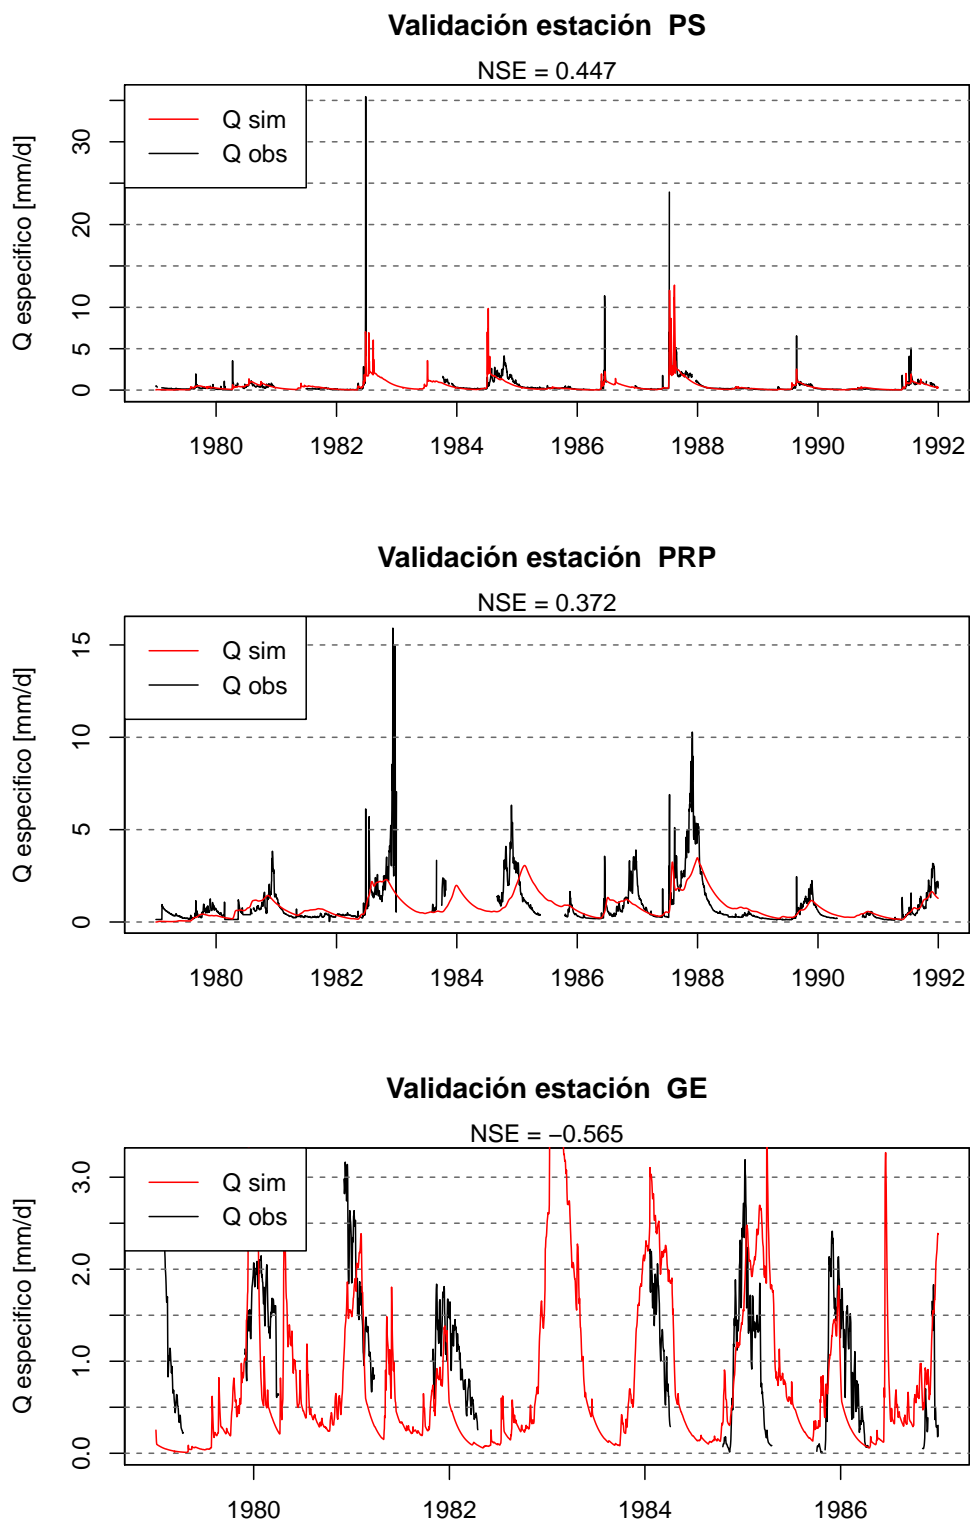 Validación estación  PS
NSE = 0.447
Q especifico [mm/d]
30
20
10
5
0
Q sim
Q obs
1980 1982 1984 1986 1988 1990 1992
Validación estación  PRP
NSE = 0.372
Q especifico [mm/d]
15
10
5
0
Q sim
Q obs
1980 1982 1984 1986 1988 1990 1992
Validación estación  GE
NSE = −0.565
Q especifico [mm/d]
3.0
2.0
1.0
0.0
Q sim
Q obs
1980 1982 1984 1986